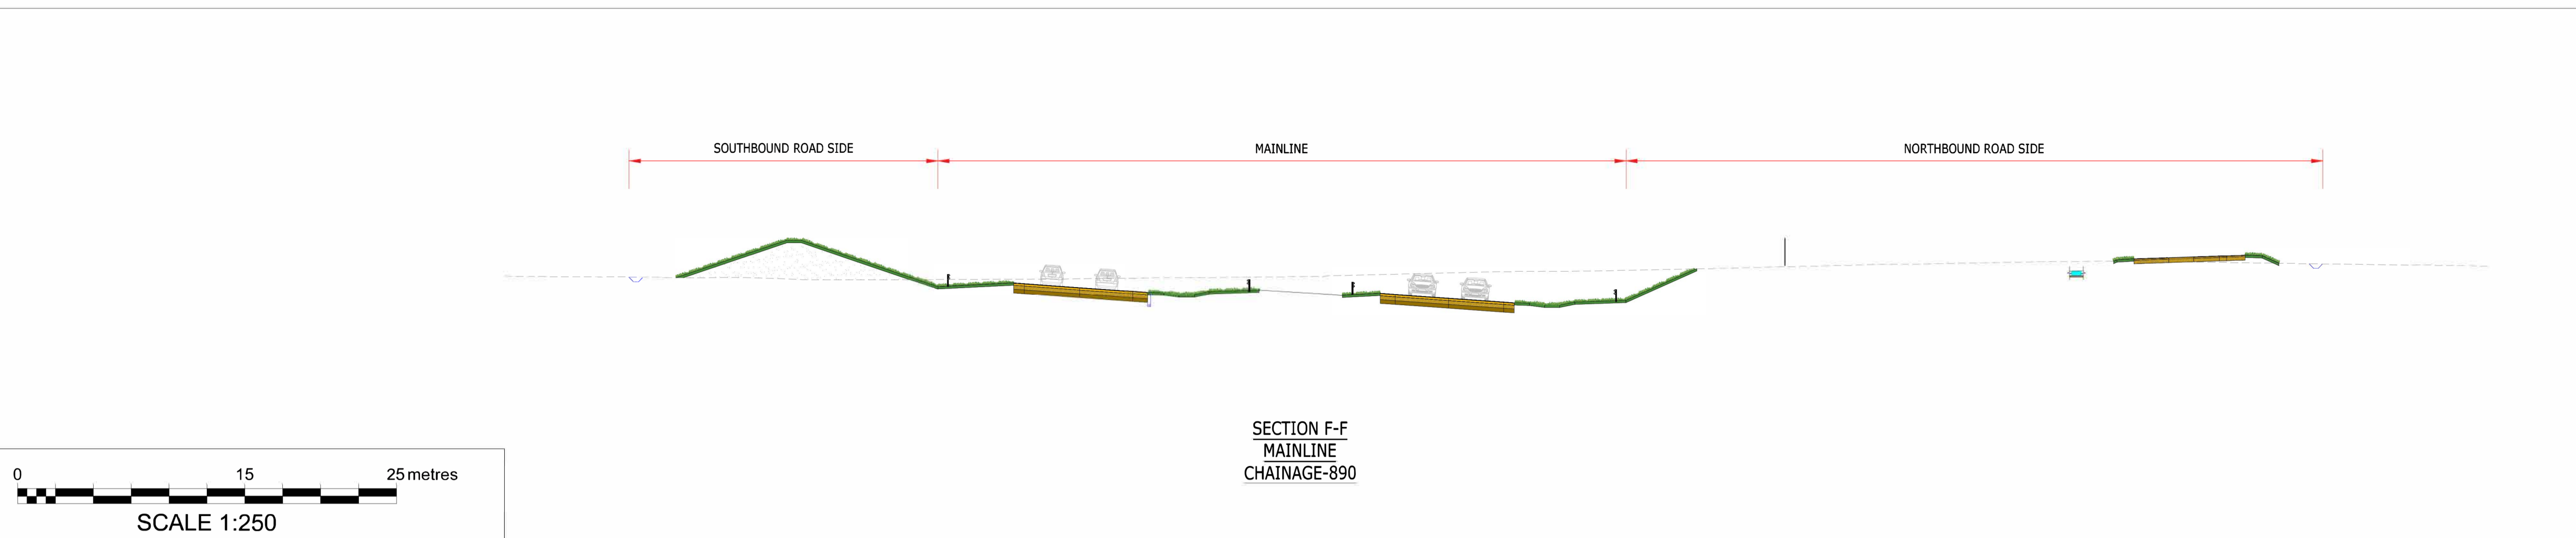 SOUTHBOUND ROAD SIDE
MAINLINE
NORTHBOUND ROAD SIDE
SECTION F-F
MAINLINE
CHAINAGE-890
0 15 25 metres
SCALE 1:250